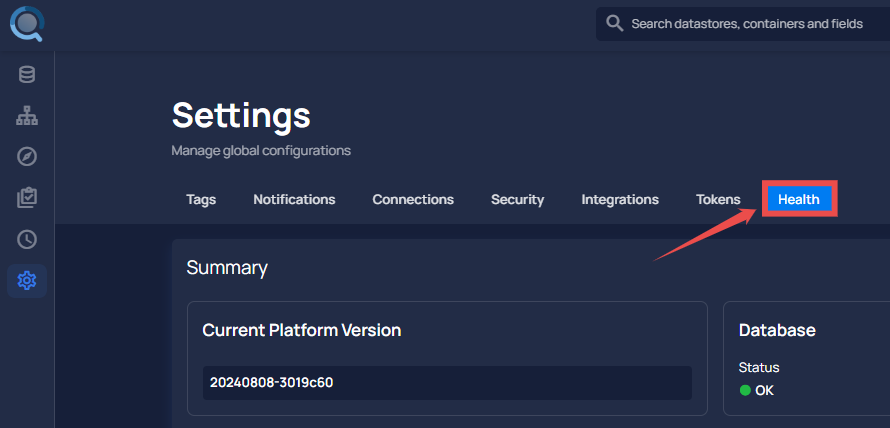 Search datastores, containers and fields
Settings
Manage global configurations
Tags Notifications Connections Security Integrations Tokens Health
Summary
Current Platform Version
20240808-3019c60
Database
Status
OK